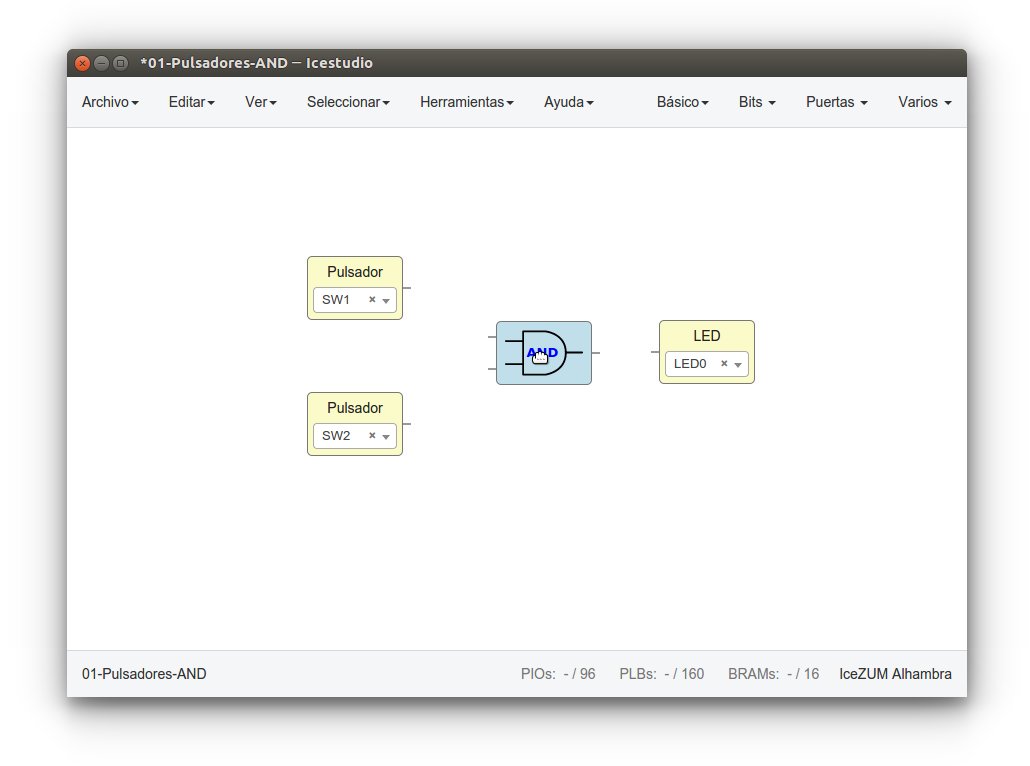 *01-Pulsadores-AND — Icestudio
Archivo Editar Ver Seleccionar Herramientas Ayuda Básico Bits Puertas Varios
Pulsador
SW1 ×
Pulsador
SW2 ×
AND
LED
LED0 ×
01-Pulsadores-AND PIOs: - / 96 PLBs: - / 160 BRAMs: - / 16 IceZUM Alhambra